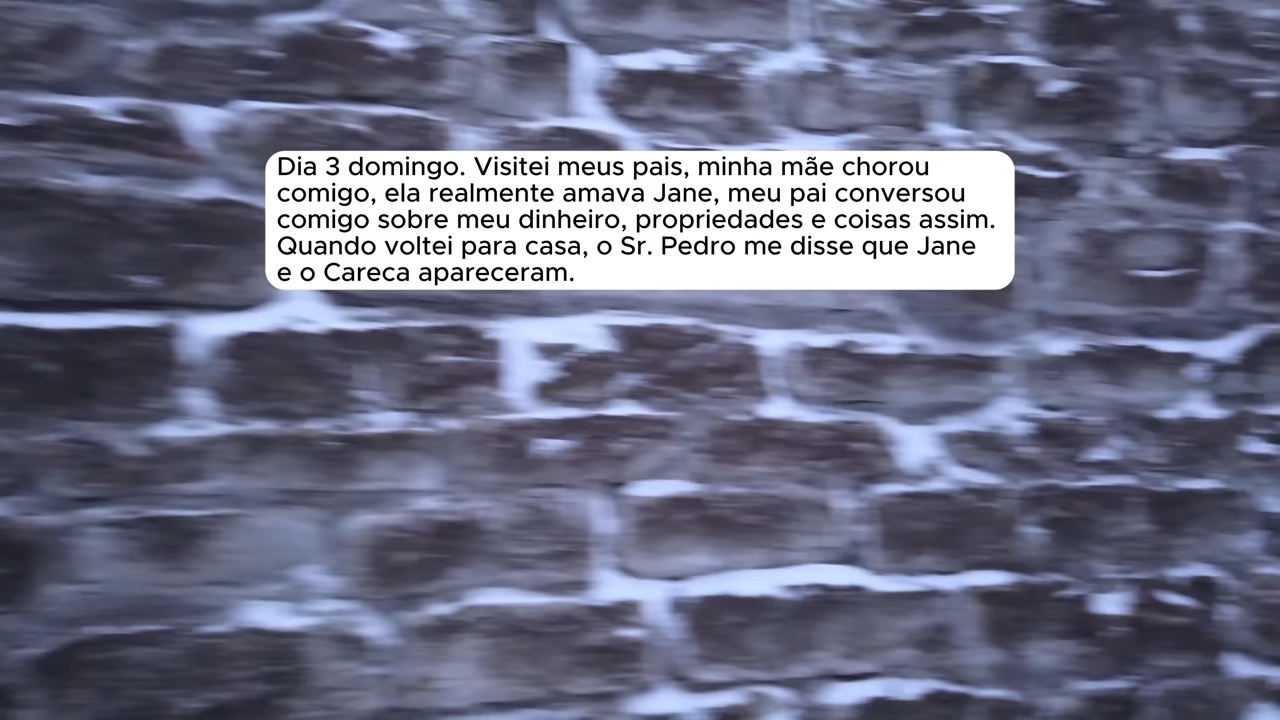 Dia 3 domingo. Visitei meus pais, minha mãe chorou
comigo, ela realmente amava Jane, meu pai conversou
comigo sobre meu dinheiro, propriedades e coisas assim.
Quando voltei para casa, o Sr. Pedro me disse que Jane
e o Careca apareceram.